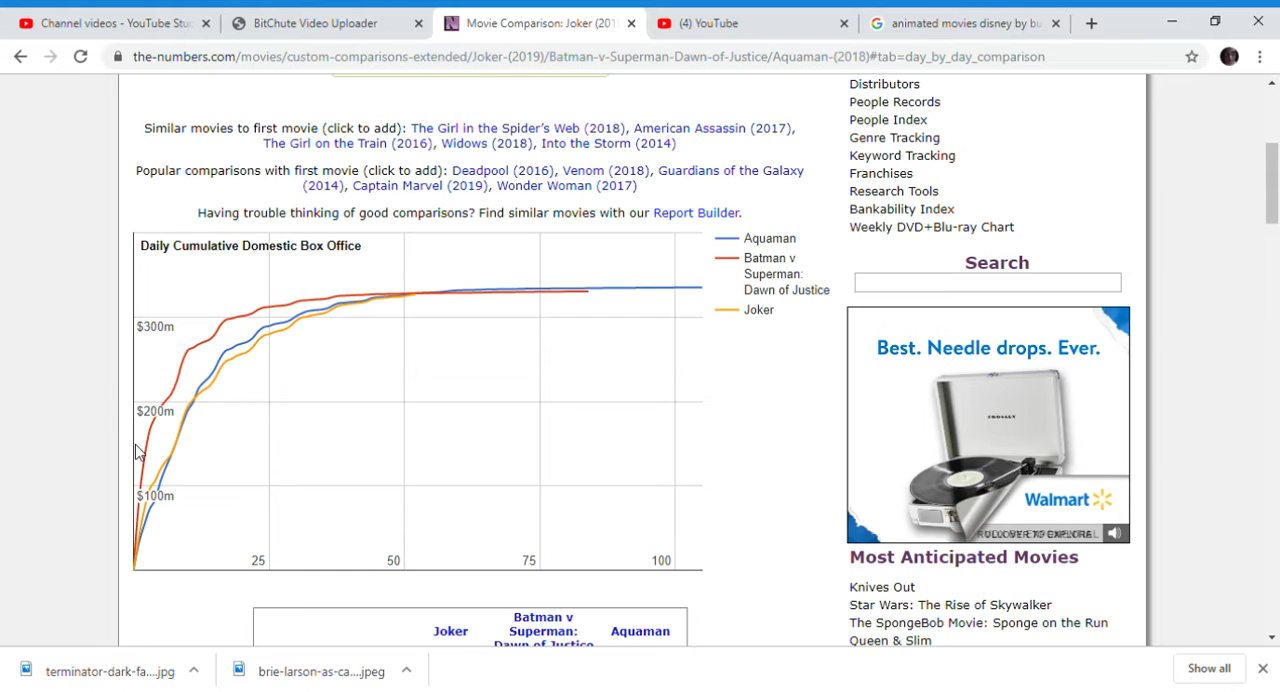 Channel videos - YouTube Stu
BitChute Video Uploader
Movie Comparison: Joker (201
(4) YouTube
animated movies disney by bu
the-numbers.com/movies/custom-comparisons-extended/Joker-(2019)/Batman-v-Superman-Dawn-of-Justice/Aquaman-(2018)#tab=day_by_day_comparison
Similar movies to first movie (click to add): The Girl in the Spider's Web (2018), American Assassin (2017),
The Girl on the Train (2016), Widows (2018), Into the Storm (2014)
Popular comparisons with first movie (click to add): Deadpool (2016), Venom (2018), Guardians of the Galaxy
(2014), Captain Marvel (2019), Wonder Woman (2017)
Having trouble thinking of good comparisons? Find similar movies with our Report Builder.
Daily Cumulative Domestic Box Office
$300m
$200m
$100m
25
50
75
100
Aquaman
Batman v
Superman:
Dawn of Justice
Joker
Joker
Batman v
Superman:
Dawn of Justice
Aquaman
Distributors
People Records
People Index
Genre Tracking
Keyword Tracking
Franchises
Research Tools
Bankability Index
Weekly DVD+Blu-ray Chart
Search
Best. Needle drops. Ever.
CROSLEY
Walmart
ROLLOVER TO EXPLORE
Most Anticipated Movies
Knives Out
Star Wars: The Rise of Skywalker
The SpongeBob Movie: Sponge on the Run
Queen & Slim
terminator-dark-fa....jpg
brie-larson-as-ca....jpeg
Show all